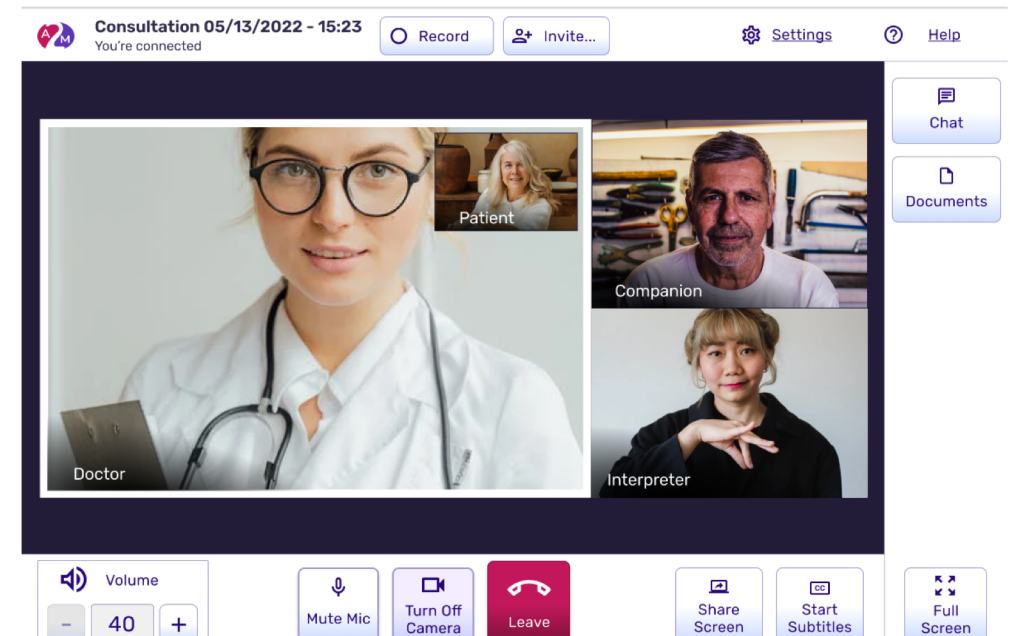 A M
Consultation 05/13/2022 - 15:23
You're connected
Record
Invite...
Settings
Help
Chat
Documents
Patient
Companion
Doctor
Interpreter
Volume
- 40 +
Mute Mic
Turn Off
Camera
Leave
Share
Screen
CC
Start
Subtitles
Full
Screen